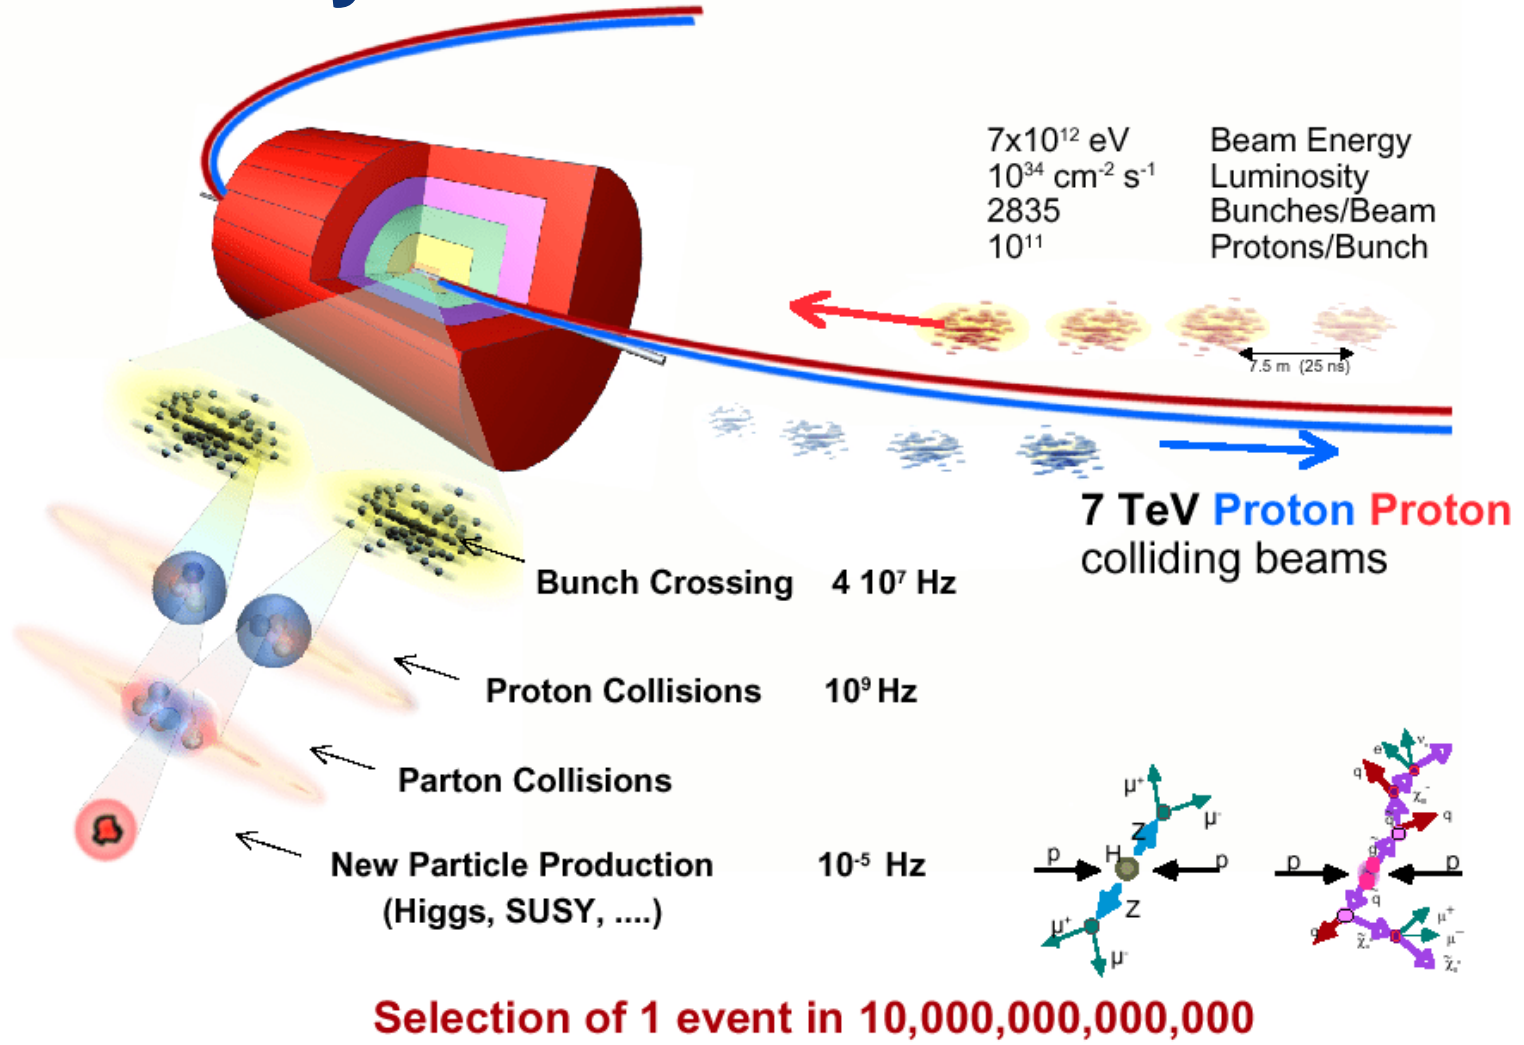 7x10¹² eV Beam Energy
10³⁴ cm⁻² s⁻¹ Luminosity
2835 Bunches/Beam
10¹¹ Protons/Bunch
7.5 m (25 ns)
7 TeV Proton Proton
colliding beams
Bunch Crossing 4 10⁷ Hz
Proton Collisions 10⁹ Hz
Parton Collisions
New Particle Production 10⁻⁵ Hz
(Higgs, SUSY, ....)
μ⁺
μ⁻
Z
p H p
Z
μ⁺
μ⁻
e ν
q
q
p p
q̃
q
μ⁺
μ⁻
Selection of 1 event in 10,000,000,000,000